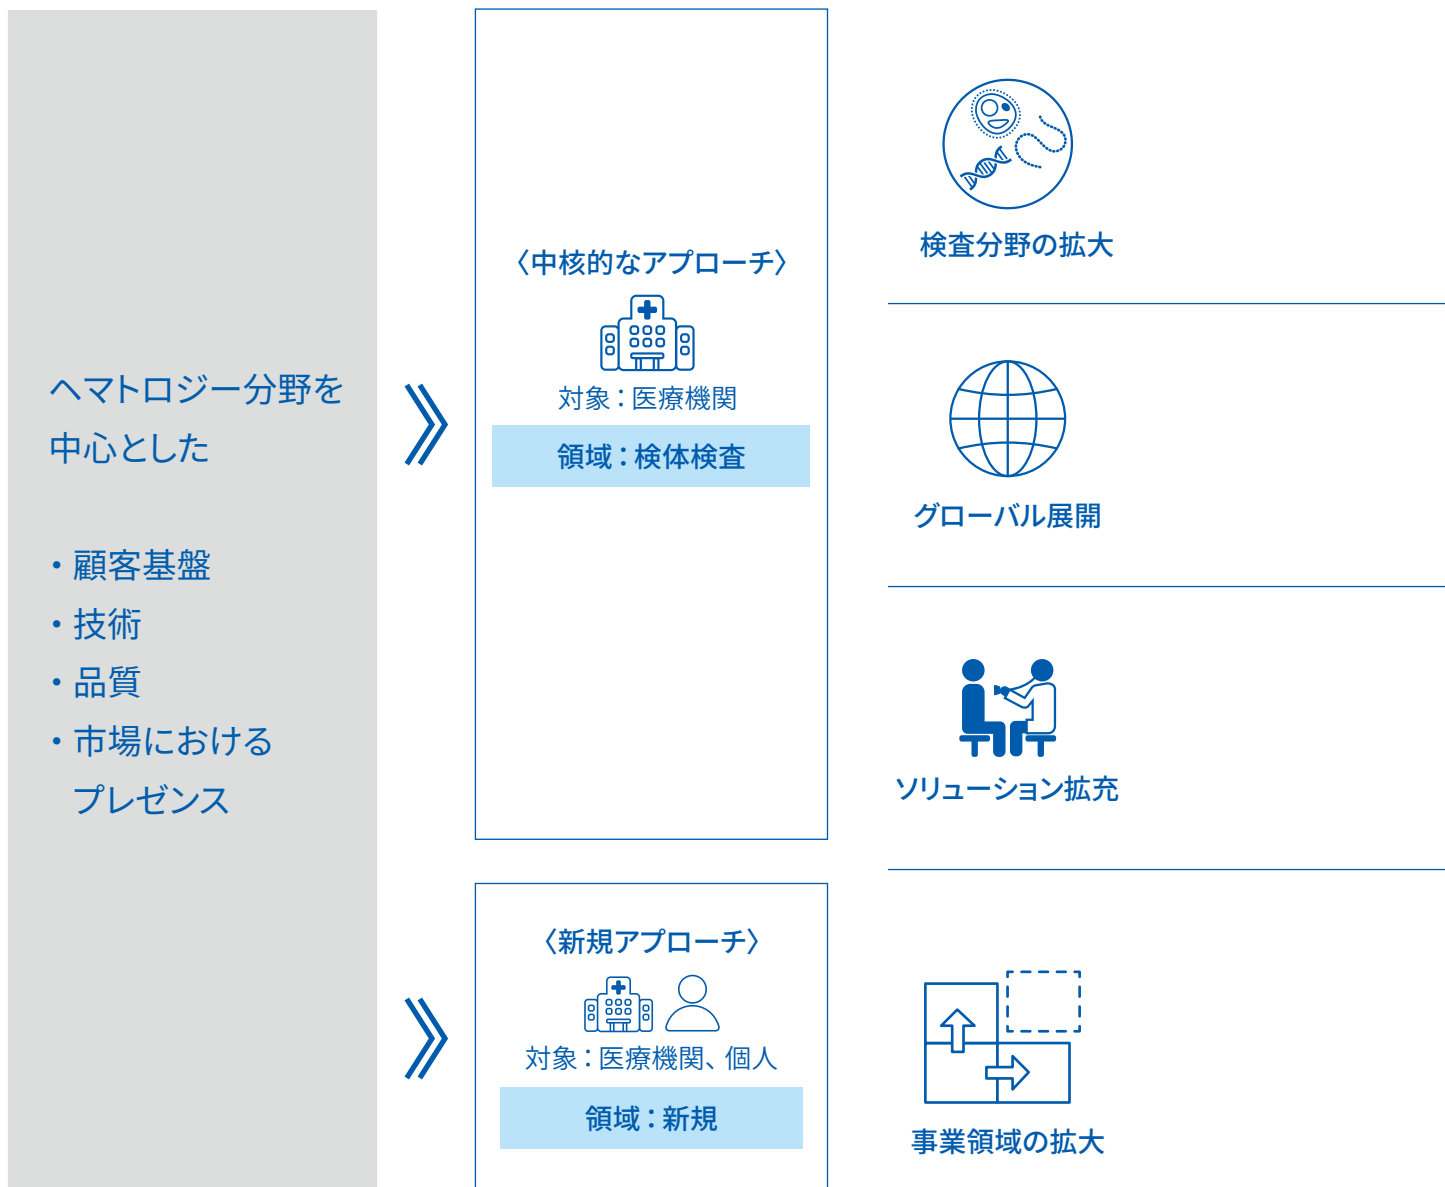 ヘマトロジー分野を
中心とした
・顧客基盤
・技術
・品質
・市場における
プレゼンス
〈中核的なアプローチ〉
対象：医療機関
領域：検体検査
〈新規アプローチ〉
対象：医療機関、個人
領域：新規
検査分野の拡大
グローバル展開
ソリューション拡充
事業領域の拡大